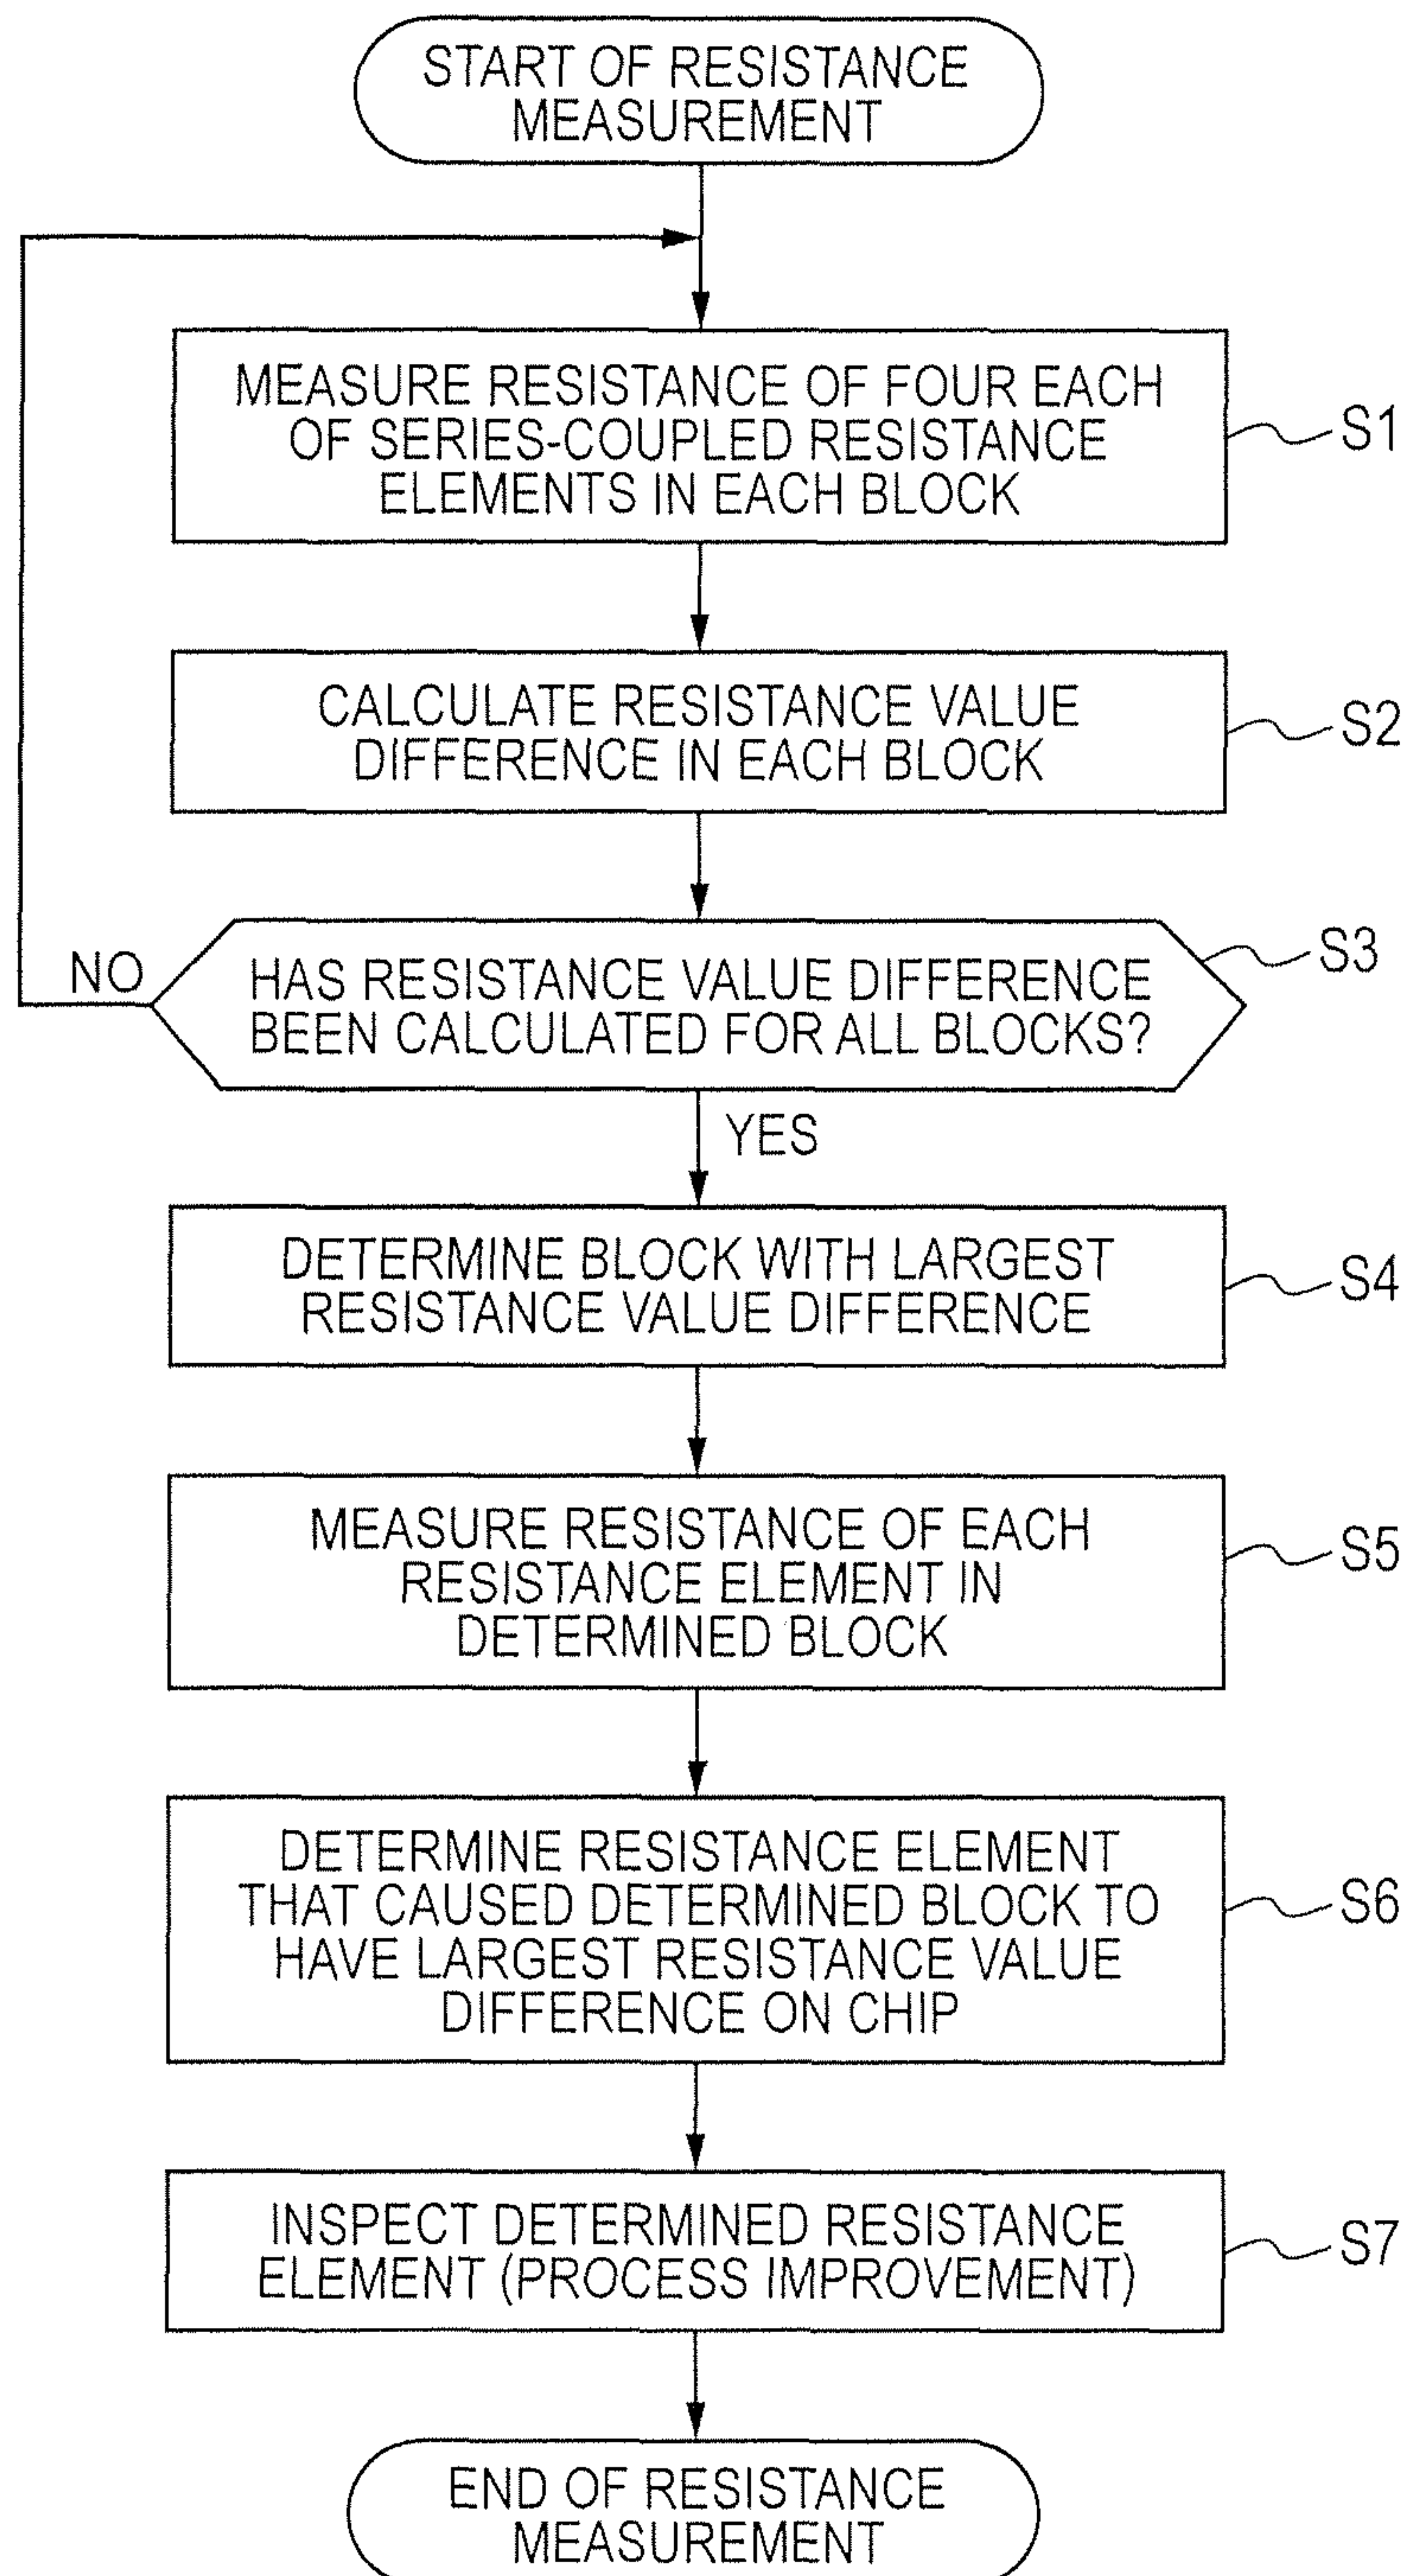 START OF RESISTANCE
MEASUREMENT
MEASURE RESISTANCE OF FOUR EACH
OF SERIES-COUPLED RESISTANCE
ELEMENTS IN EACH BLOCK
S1
CALCULATE RESISTANCE VALUE
DIFFERENCE IN EACH BLOCK
S2
NO
HAS RESISTANCE VALUE DIFFERENCE
BEEN CALCULATED FOR ALL BLOCKS?
S3
YES
DETERMINE BLOCK WITH LARGEST
RESISTANCE VALUE DIFFERENCE
S4
MEASURE RESISTANCE OF EACH
RESISTANCE ELEMENT IN
DETERMINED BLOCK
S5
DETERMINE RESISTANCE ELEMENT
THAT CAUSED DETERMINED BLOCK TO
HAVE LARGEST RESISTANCE VALUE
DIFFERENCE ON CHIP
S6
INSPECT DETERMINED RESISTANCE
ELEMENT (PROCESS IMPROVEMENT)
S7
END OF RESISTANCE
MEASUREMENT